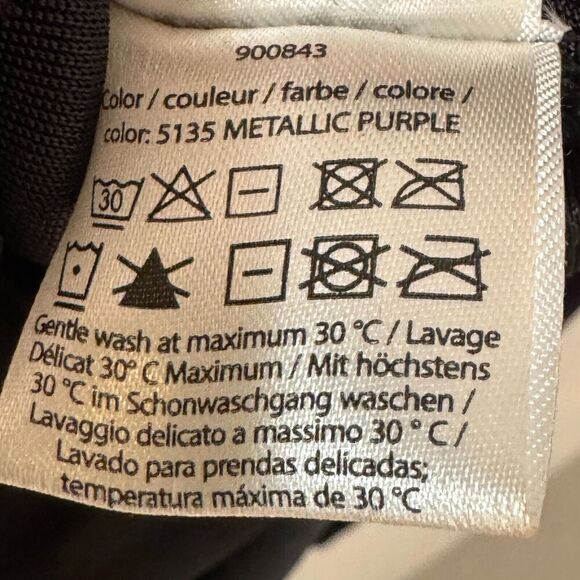 900843
Color / couleur / farbe / colore /
color: 5135 METALLIC PURPLE
30
Gentle wash at maximum 30 °C / Lavage
Délicat 30° C Maximum / Mit höchstens
30 °C im Schonwaschgang waschen /
Lavaggio delicato a massimo 30 ° C /
Lavado para prendas delicadas;
temperatura máxima de 30 °C